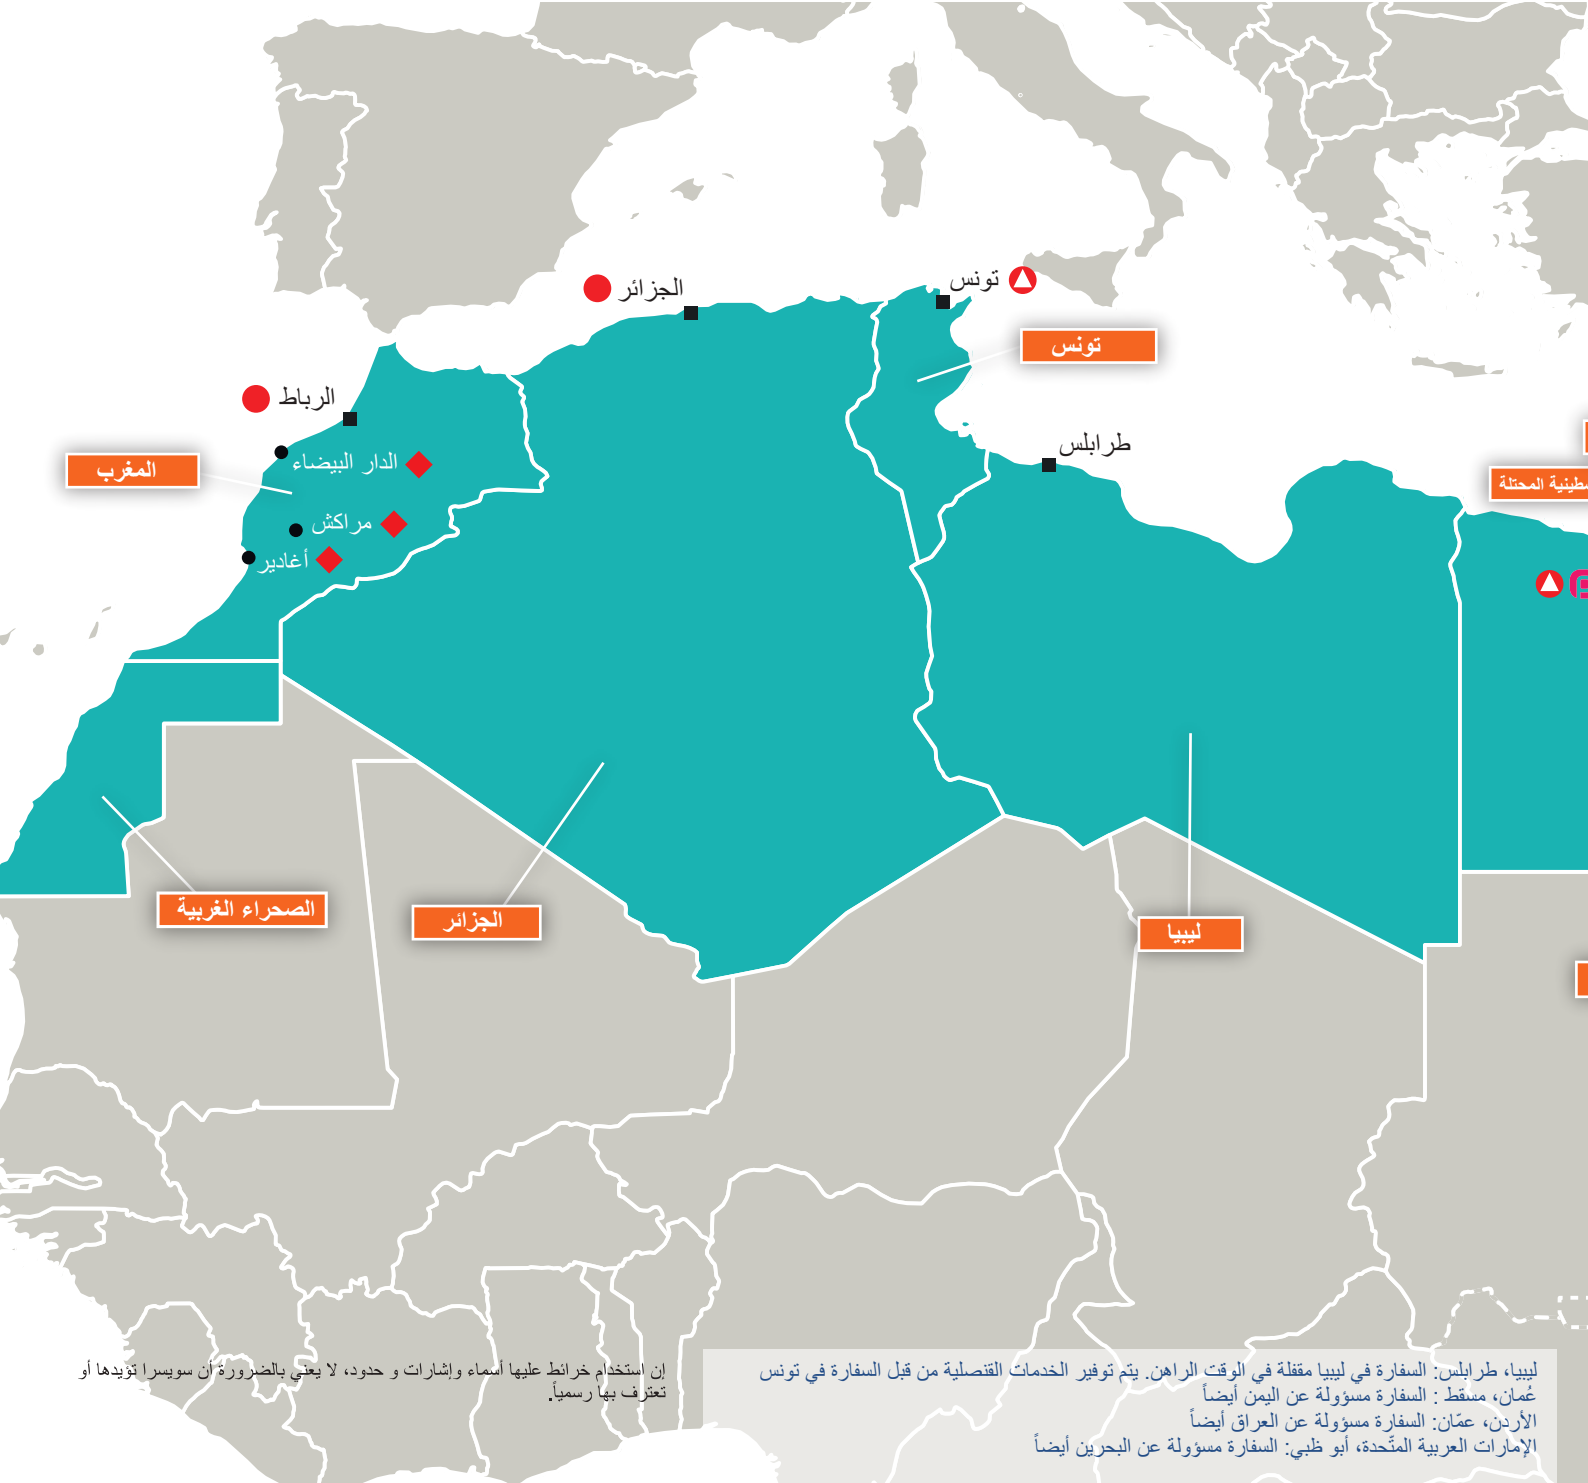 الجزائر
تونس
تونس
الرباط
طرابلس
الدار البيضاء
المغرب
مراكش
أغادير
المحتلة
الصحراء الغربية
الجزائر
ليبيا
إن استخدام خرائط عليها أسماء وإشارات و حدود، لا يعني بالضرورة أن سويسرا تؤيدها أو
تعترف بها رسمياً.
ليبيا، طرابلس: السفارة في ليبيا مقفلة في الوقت الراهن. يتم توفير الخدمات القنصلية من قبل السفارة في تونس
عُمان، مسقط : السفارة مسؤولة عن اليمن أيضاً
الأردن، عمّان: السفارة مسؤولة عن العراق أيضاً
الإمارات العربية المتّحدة، أبو ظبي: السفارة مسؤولة عن البحرين أيضاً